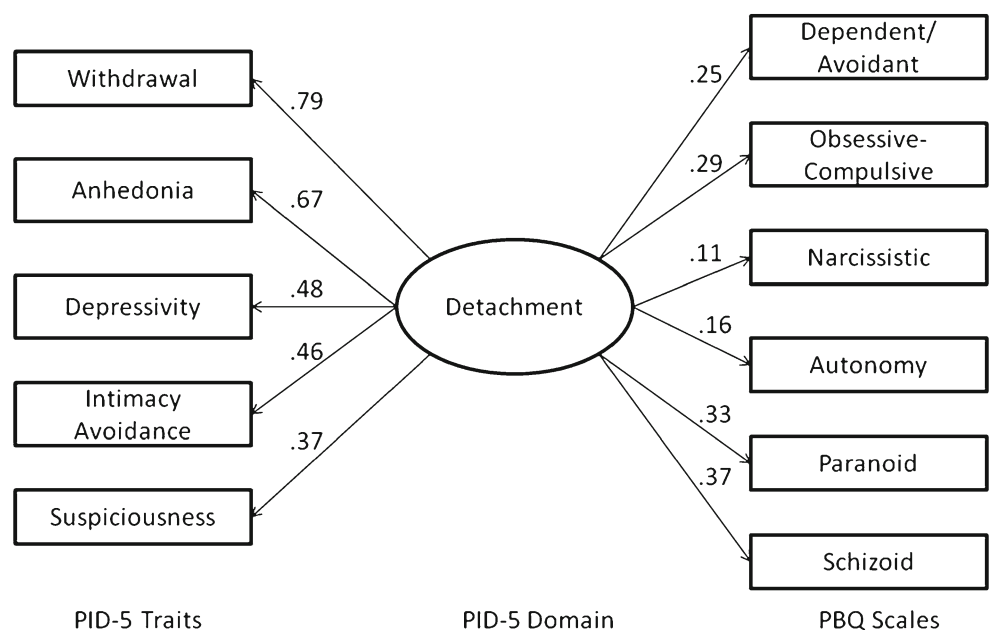 Withdrawal
Anhedonia
Depressivity
Intimacy
Avoidance
Suspiciousness
PID-5 Traits
.79
.67
.48
.46
.37
Detachment
PID-5 Domain
.25
.29
.11
.16
.33
.37
Dependent/
Avoidant
Obsessive-
Compulsive
Narcissistic
Autonomy
Paranoid
Schizoid
PBQ Scales